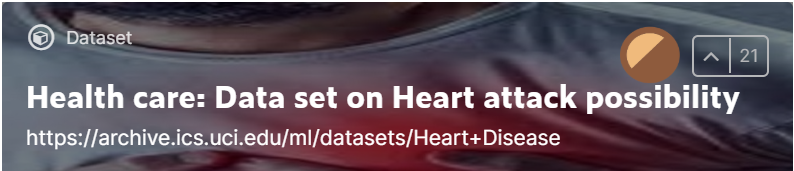 Dataset
21
Health care: Data set on Heart attack possibility
https://archive.ics.uci.edu/ml/datasets/Heart+Disease